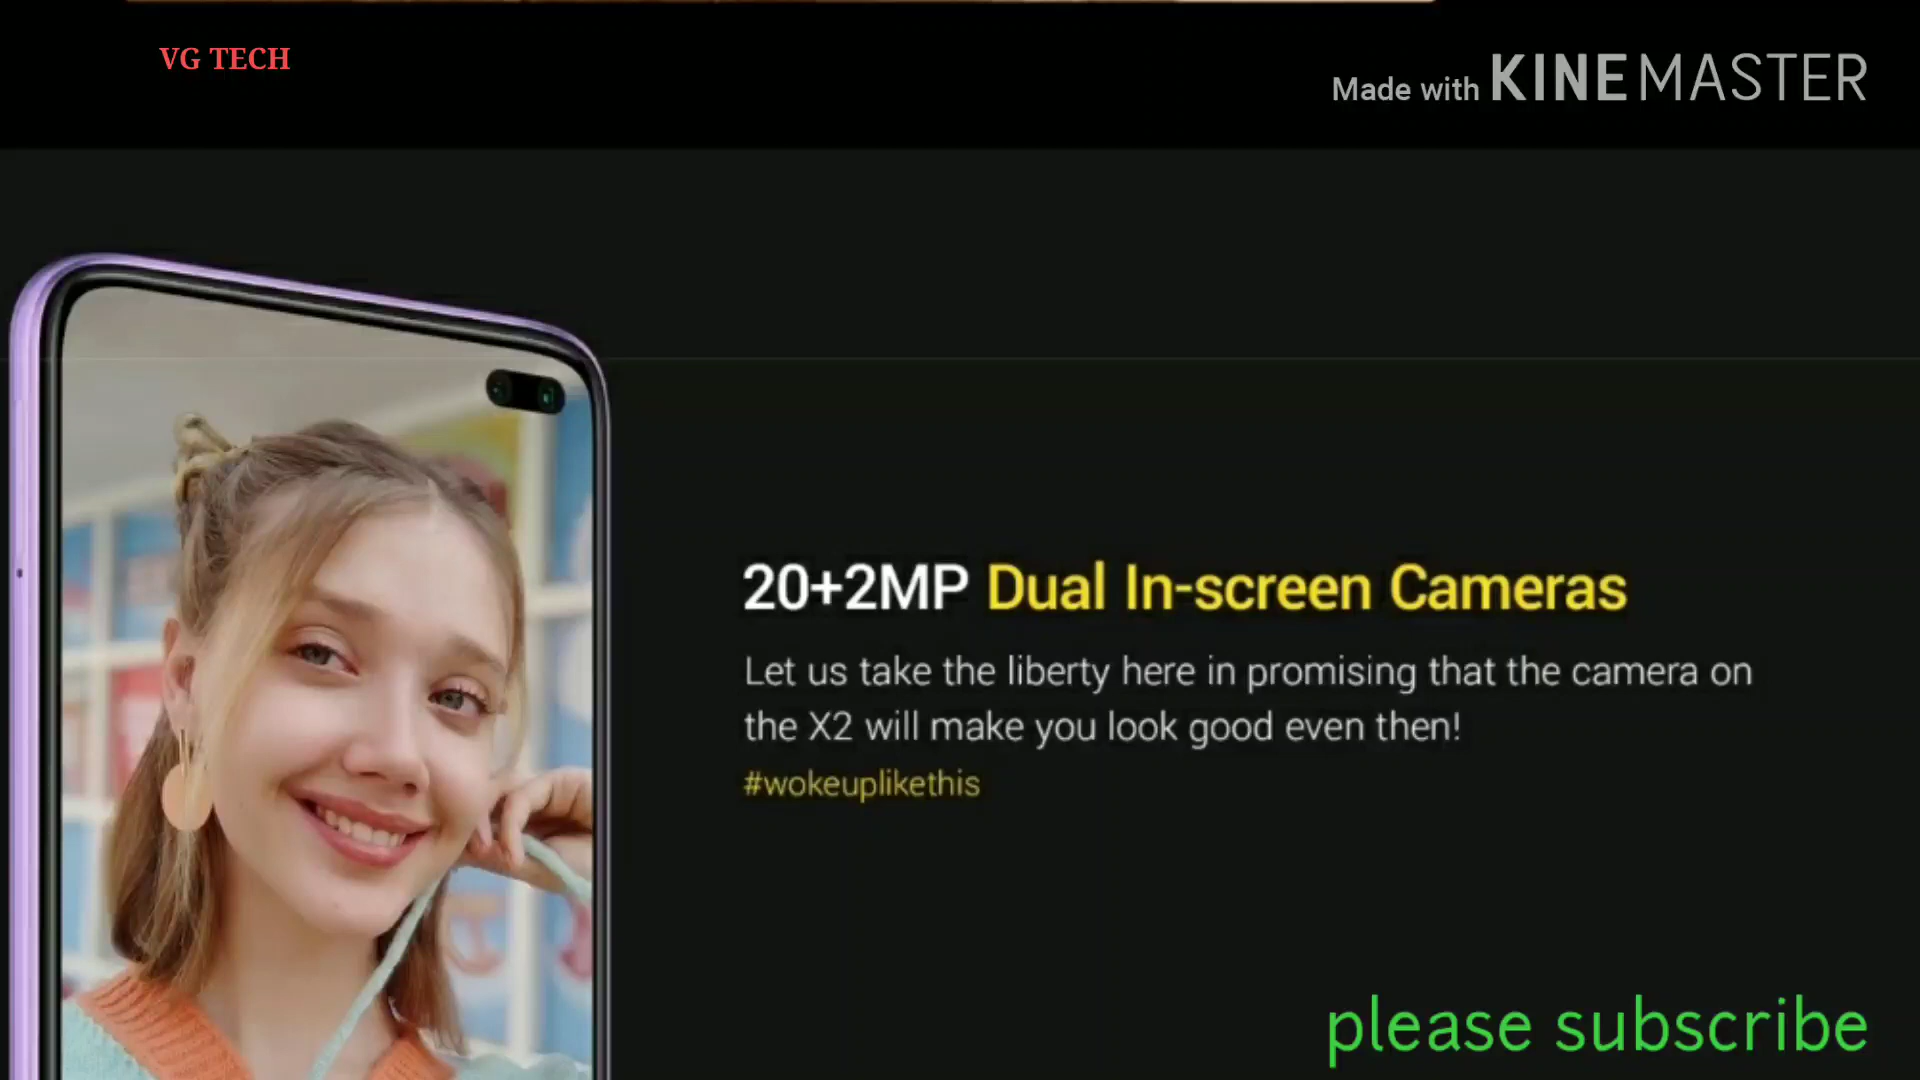 VG TECH
Made with KINEMASTER
20+2MP Dual In-screen Cameras
Let us take the liberty here in promising that the camera on
the X2 will make you look good even then!
#wokeuplikethis
please subscribe